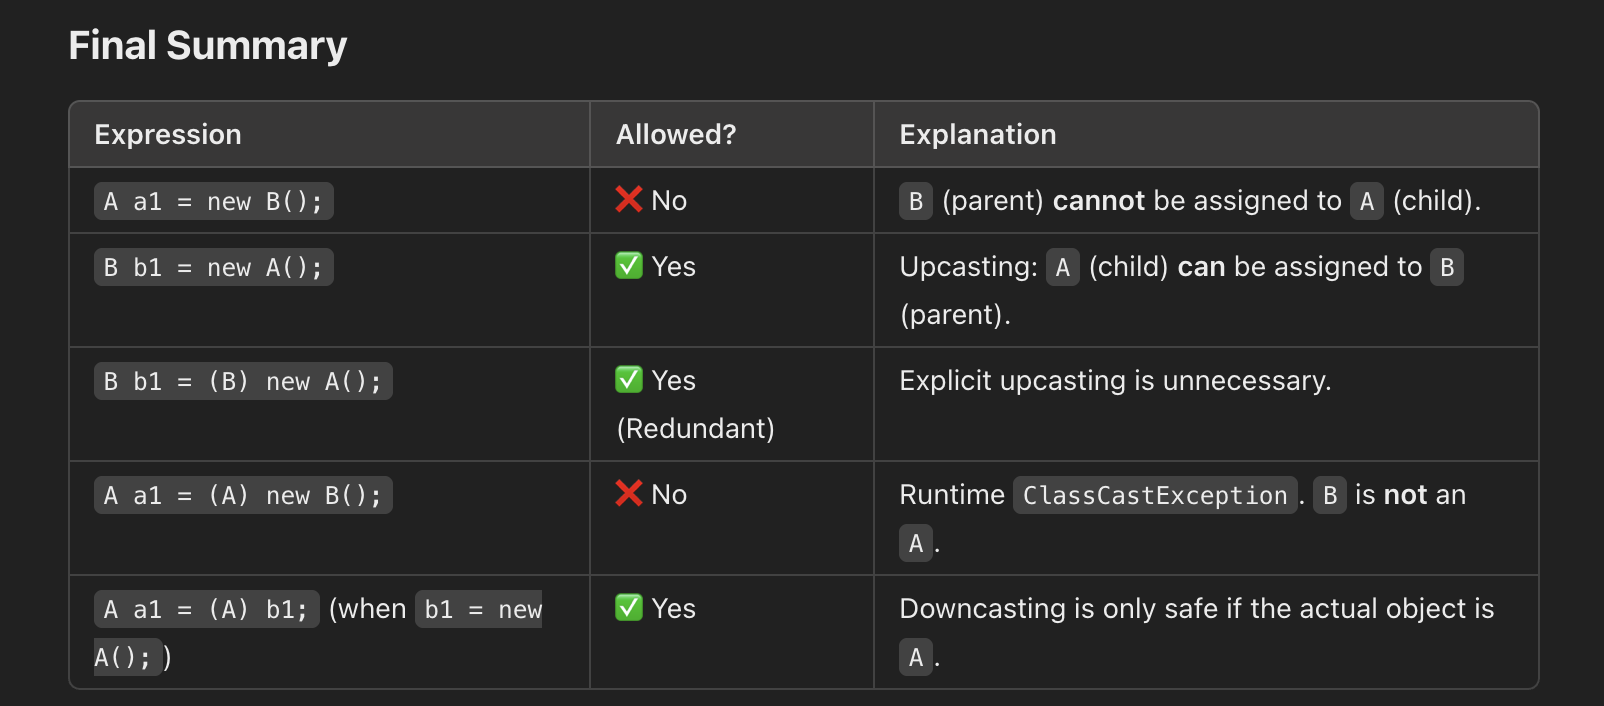 Final Summary
Expression Allowed? Explanation
A a1 = new B(); ❌ No B (parent) cannot be assigned to A (child).
B b1 = new A(); ✅ Yes Upcasting: A (child) can be assigned to B
(parent).
B b1 = (B) new A(); ✅ Yes Explicit upcasting is unnecessary.
(Redundant)
A a1 = (A) new B(); ❌ No Runtime ClassCastException. B is not an
A.
A a1 = (A) b1; (when b1 = new ✅ Yes Downcasting is only safe if the actual object is
A();) A.